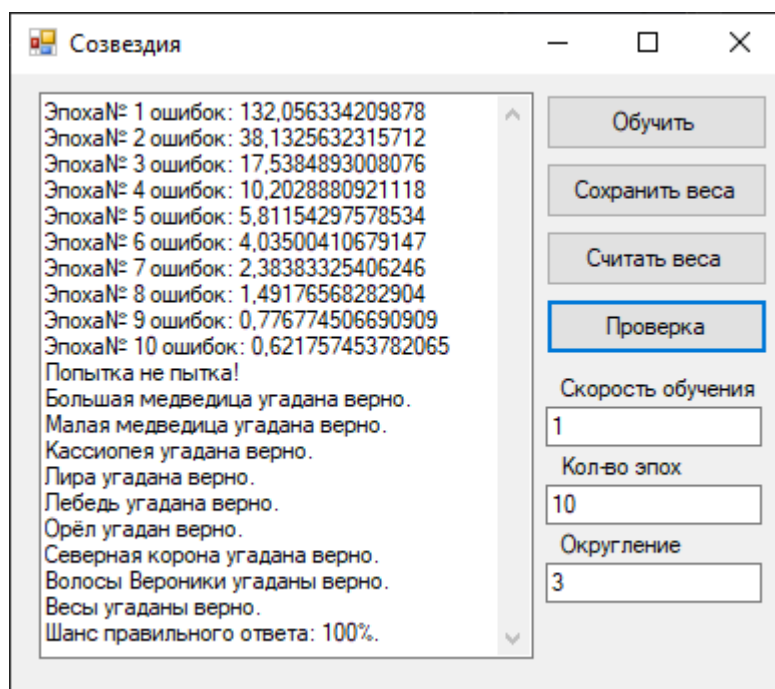 Созвездия
Эпоха№ 1 ошибок: 132,056334209878
Эпоха№ 2 ошибок: 38,1325632315712
Эпоха№ 3 ошибок: 17,5384893008076
Эпоха№ 4 ошибок: 10,2028880921118
Эпоха№ 5 ошибок: 5,81154297578534
Эпоха№ 6 ошибок: 4,03500410679147
Эпоха№ 7 ошибок: 2,38383325406246
Эпоха№ 8 ошибок: 1,49176568282904
Эпоха№ 9 ошибок: 0,776774506690909
Эпоха№ 10 ошибок: 0,621757453782065
Попытка не пытка!
Большая медведица угадана верно.
Малая медведица угадана верно.
Кассиопея угадана верно.
Лира угадана верно.
Лебедь угадана верно.
Орёл угадан верно.
Северная корона угадана верно.
Волосы Вероники угаданы верно.
Весы угаданы верно.
Шанс правильного ответа: 100%.
Обучить
Сохранить веса
Считать веса
Проверка
Скорость обучения
1
Кол-во эпох
10
Округление
3